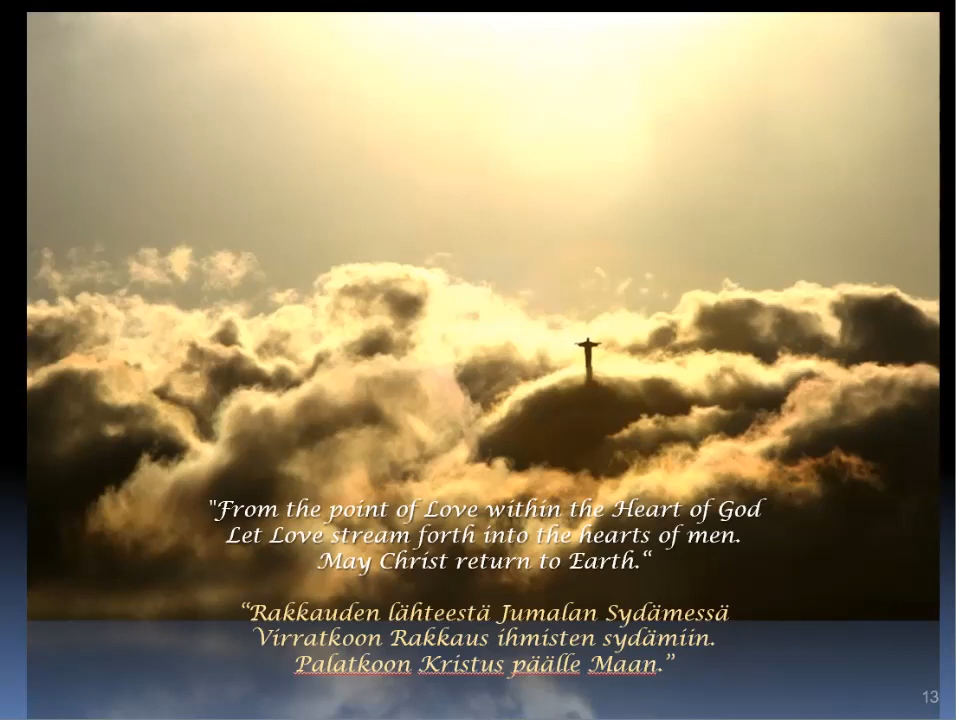 "From the point of Love within the Heart of God
Let Love stream forth into the hearts of men.
May Christ return to Earth.“
“Rakkauden lähteestä Jumalan Sydämessä
Virratkoon Rakkaus ihmisten sydämiin.
Palatkoon Kristus päälle Maan.”
13